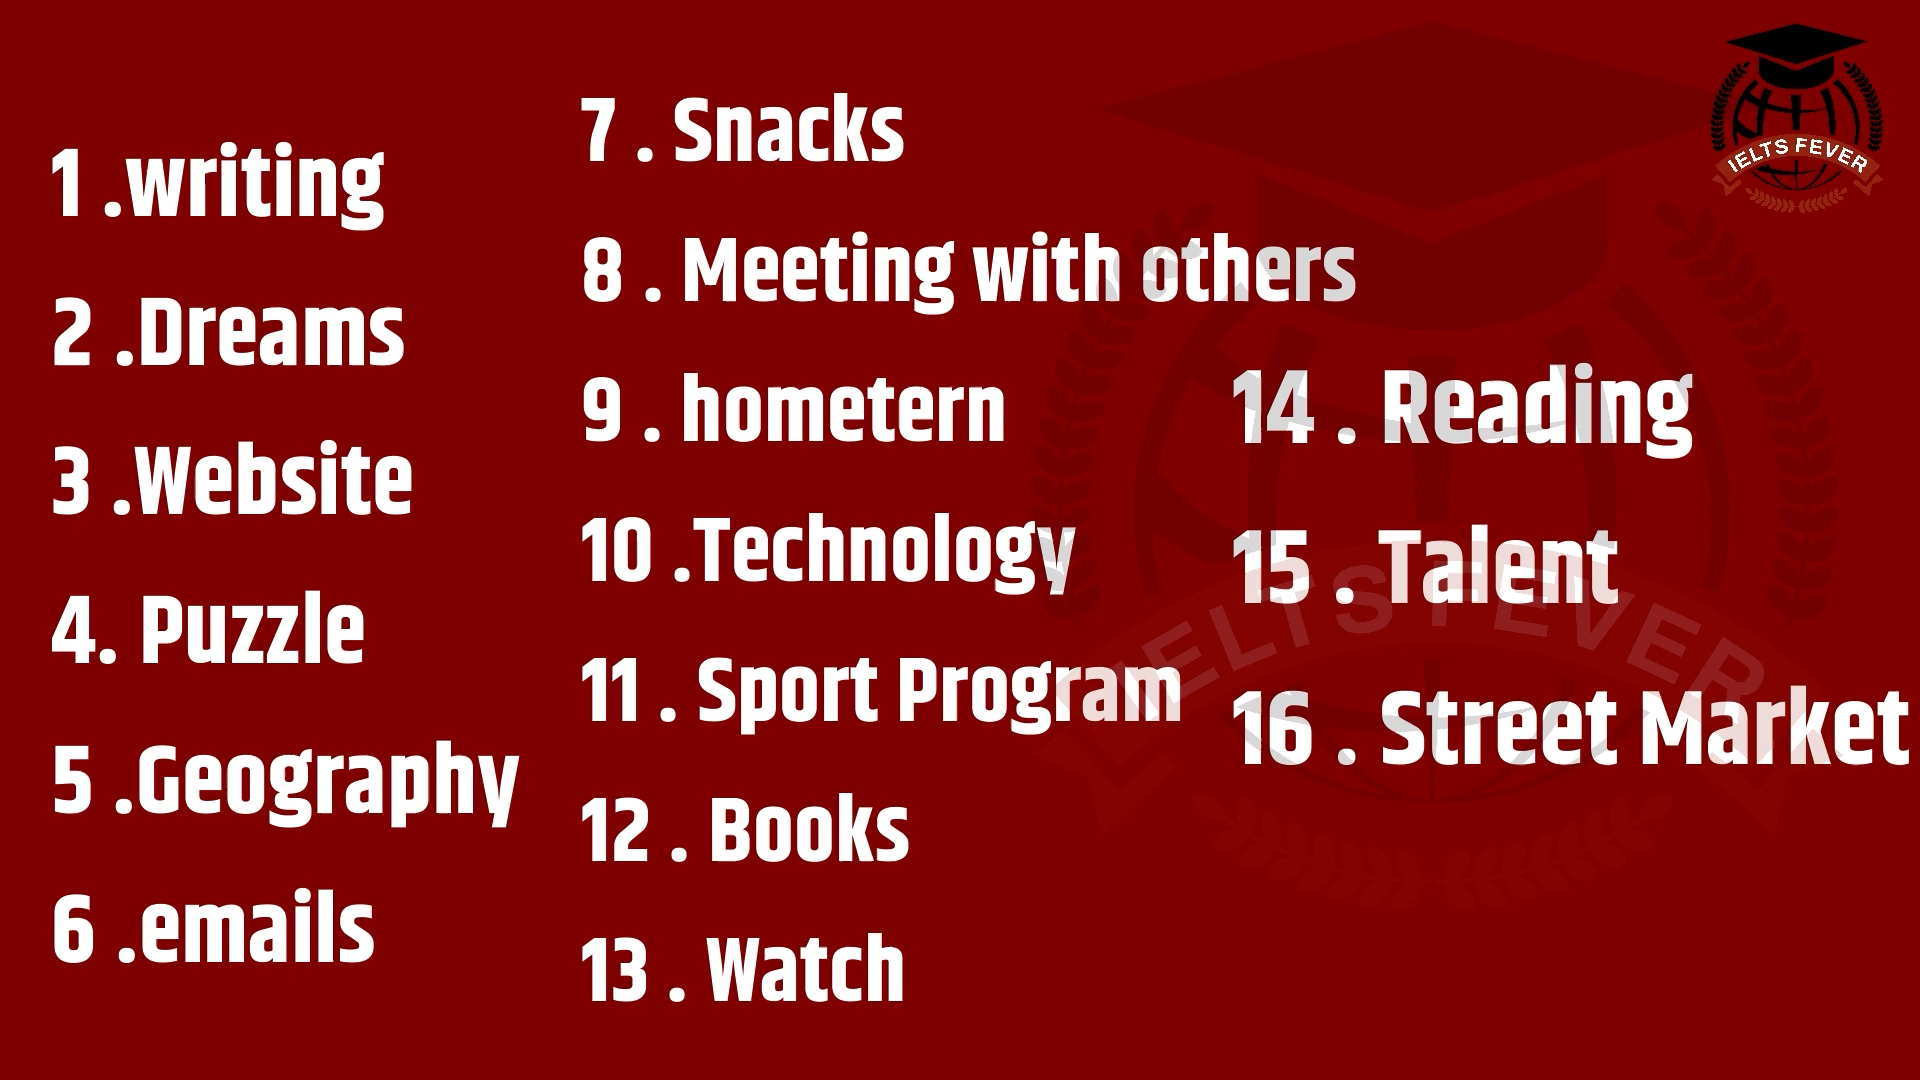 1 .writing
2 .Dreams
3 .Website
4. Puzzle
5 .Geography
6 .emails
7 . Snacks
8 . Meeting with others
9 . hometern
10 .Technology
11 . Sport Program
12 . Books
13 . Watch
14 . Reading
15 . Talent
16 . Street Market
IELTS FEVER
IELTS FEVER